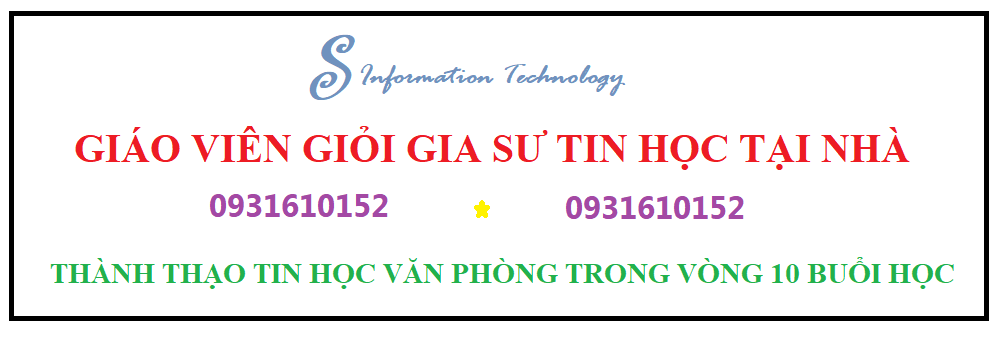 S Information Technology
GIÁO VIÊN GIỎI GIA SƯ TIN HỌC TẠI NHÀ
0931610152 0931610152
THÀNH THẠO TIN HỌC VĂN PHÒNG TRONG VÒNG 10 BUỔI HỌC